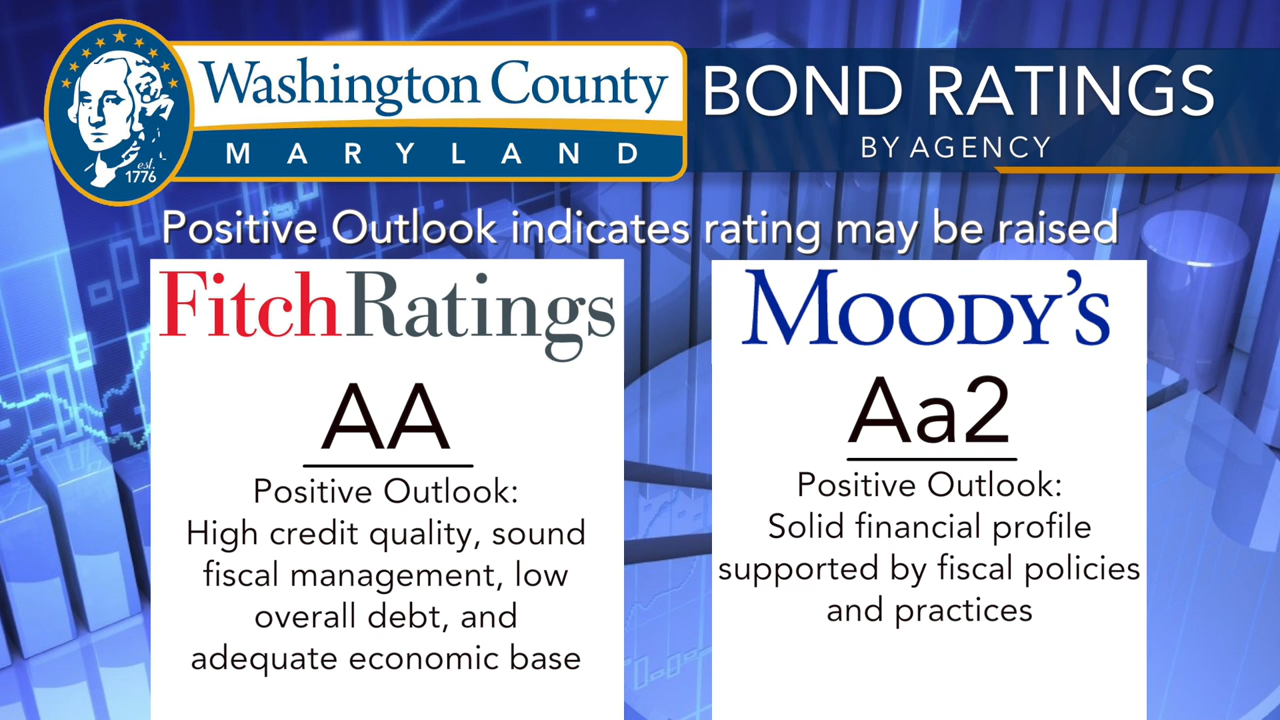 Washington County
MARYLAND
est.
1776
BOND RATINGS
BY AGENCY
Positive Outlook indicates rating may be raised
FitchRatings
AA
Positive Outlook:
High credit quality, sound
fiscal management, low
overall debt, and
adequate economic base
MOODY'S
Aa2
Positive Outlook:
Solid financial profile
supported by fiscal policies
and practices